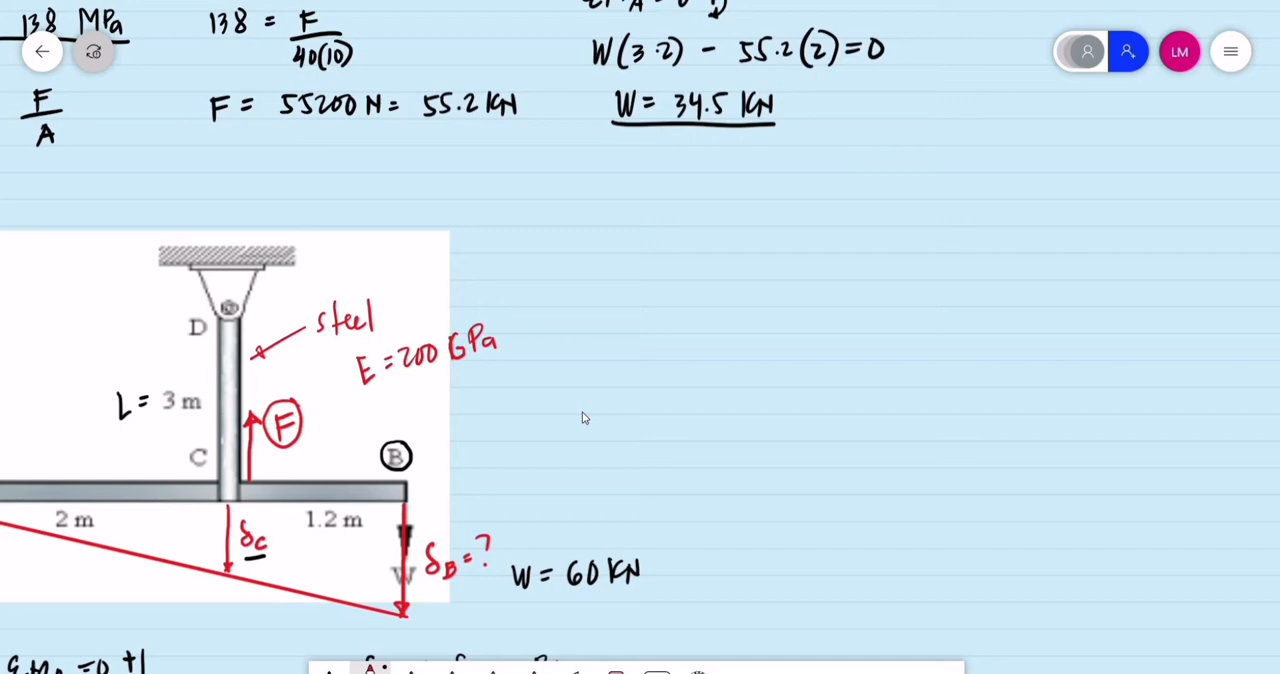 138 MPa
138 = F / 40(10)
W(3.2) - 55.2(2) = 0
F / A
F = 55200 N = 55.2 KN
W = 34.5 KN
LM
D
steel
E = 200 GPa
L = 3 m
F
C
B
2 m
δc
1.2 m
W
δB = ?
W = 60 KN